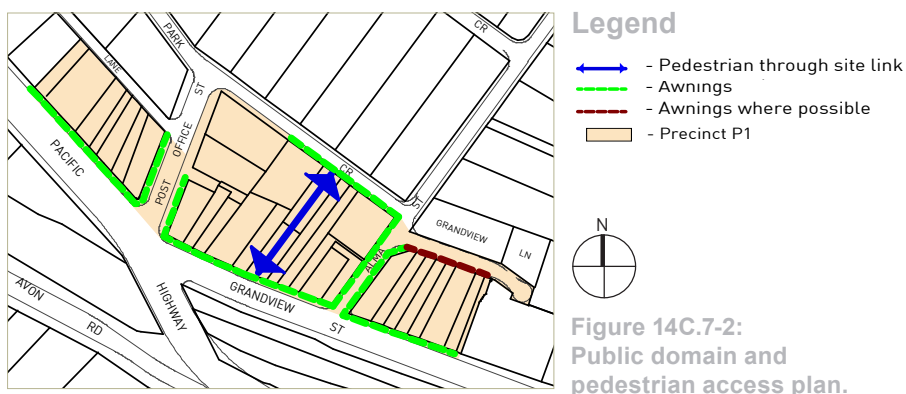 PARK
CR
LANE
ST
OFFICE
POST
PACIFIC
HIGHWAY
AVON
RD
GRANDVIEW
ST
CR
ST
ALMA
GRANDVIEW
LN
Legend
- Pedestrian through site link
- Awnings
- Awnings where possible
- Precinct P1
N
Figure 14C.7-2:
Public domain and
pedestrian access plan.